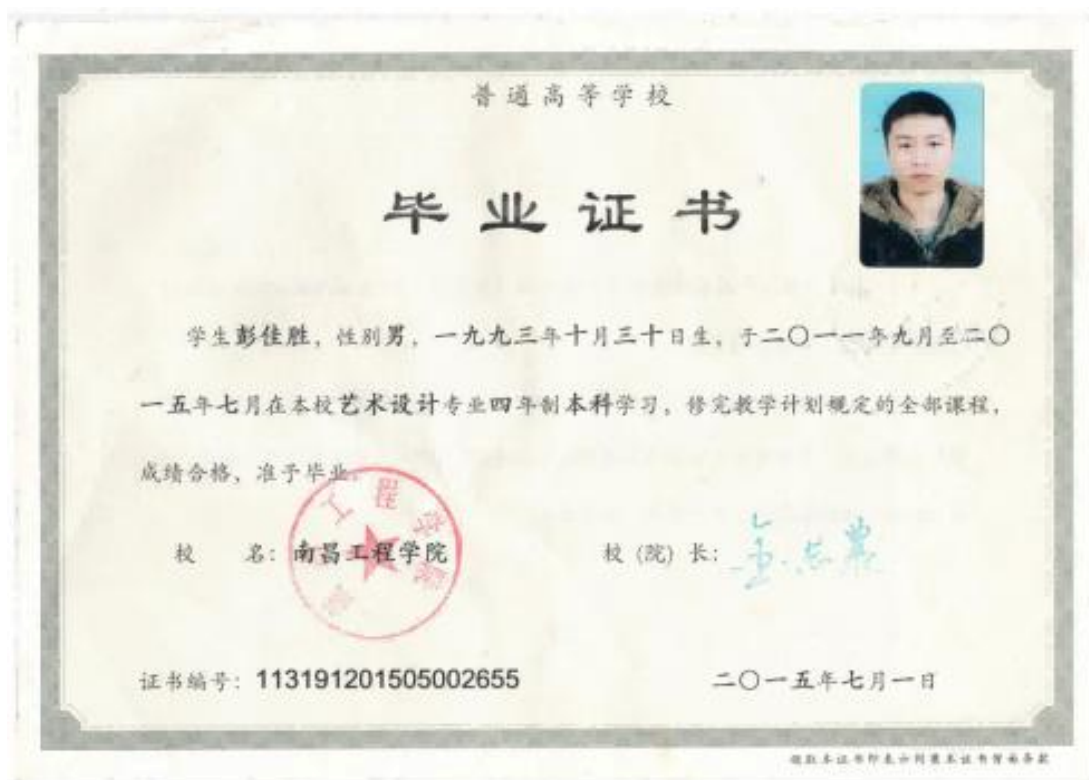 普通高等学校
毕业证书
学生彭佳胜，性别男，一九九三年十月三十日生，于二〇一一年九月至二〇
一五年七月在本校艺术设计专业四年制本科学习，修完教学计划规定的全部课程，
成绩合格，准予毕业。
校 名：南昌工程学院 校（院）长：
证书编号：113191201505002655 二〇一五年七月一日